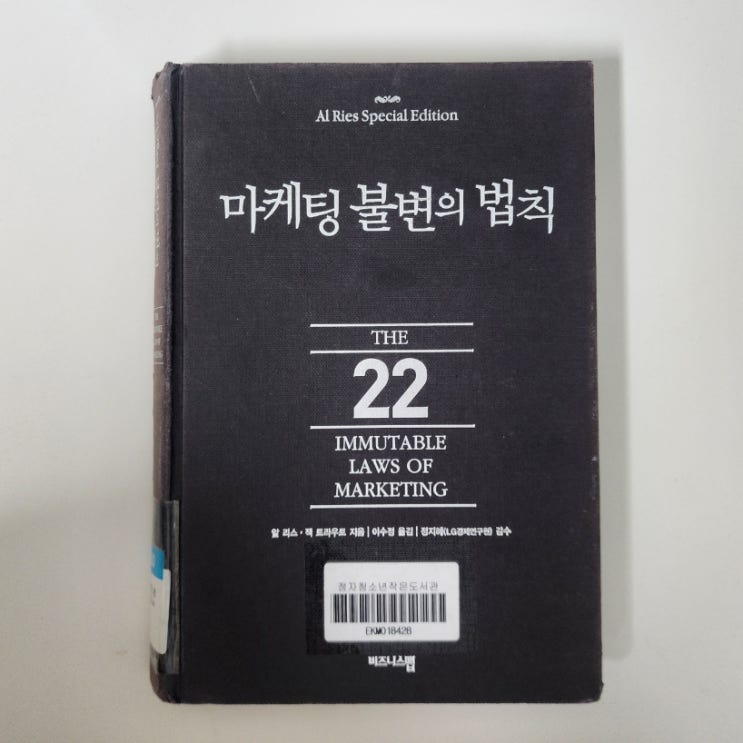 Al Ries Special Edition
마케팅 불변의 법칙
THE
22
IMMUTABLE
LAWS OF
MARKETING
알 리스 · 잭 트라우트 지음 | 이수정 옮김 | 정지혜(LG경제연구원) 감수
정자청소년작은도서관
EKM018428
비즈니스맵